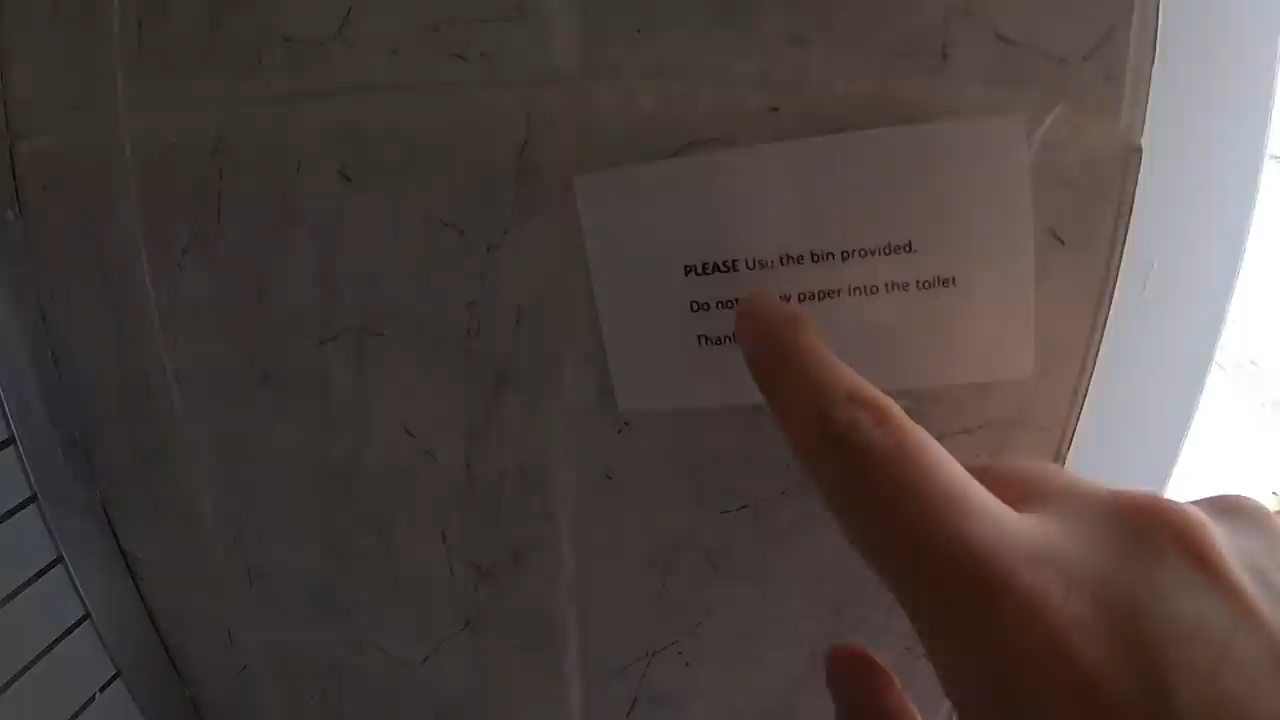 PLEASE Use the bin provided.
Do not paper into the toilet